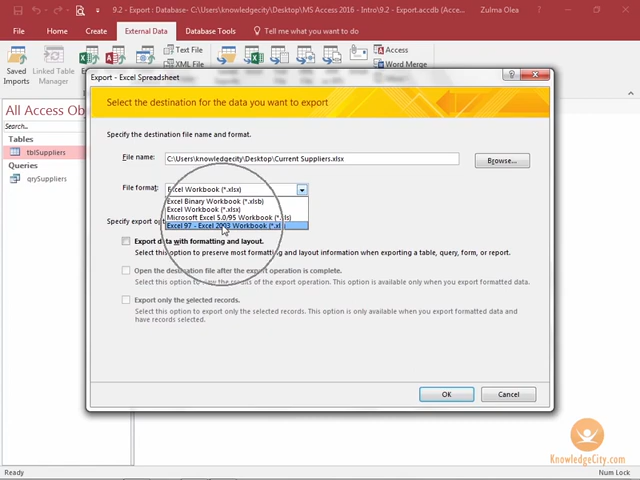 9.2 - Export : Database- C:\Users\knowledgecity\Desktop\MS Access 2016 - Intro\9.2 - Export.accdb (Access
Zulma Olea
File Home Create External Data Database Tools Tell me what you want to do
Saved Imports
Linked Table Manager
Text File
XML File
Access
Word Merge
Export - Excel Spreadsheet
All Access Obj
Search...
Tables
tblSuppliers
Queries
qrySuppliers
Select the destination for the data you want to export
Specify the destination file name and format.
File name: C:\Users\knowledgecity\Desktop\Current Suppliers.xlsx Browse...
File format: Excel Workbook (*.xlsx)
Excel Binary Workbook (*.xlsb)
Excel Workbook (*.xlsx)
Microsoft Excel 5.0/95 Workbook (*.xls)
Excel 97 - Excel 2003 Workbook (*.xl
Specify export opt
Export data with formatting and layout.
Select this option to preserve most formatting and layout information when exporting a table, query, form, or report.
Open the destination file after the export operation is complete.
Select this option to view the results of the export operation. This option is available only when you export formatted data.
Export only the selected records.
Select this option to export only the selected records. This option is only available when you export formatted data and have records selected.
OK Cancel
KnowledgeCity.com
Ready Num Lock